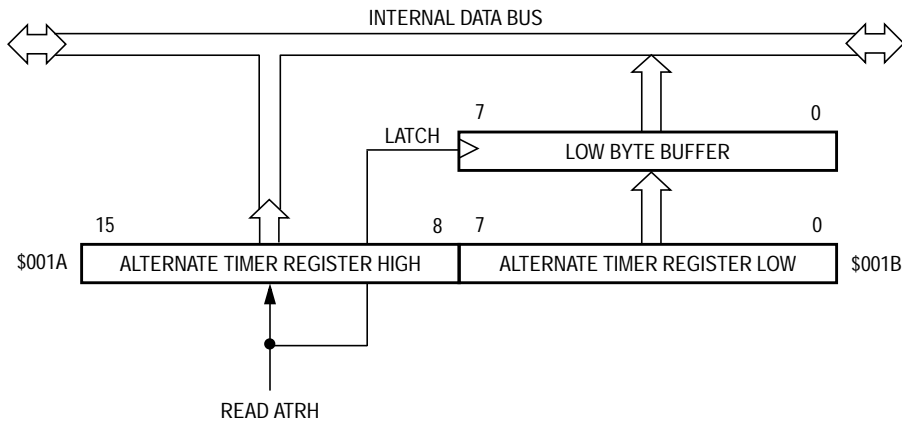 INTERNAL DATA BUS
7 0
LATCH
LOW BYTE BUFFER
15 8 7 0
$001A ALTERNATE TIMER REGISTER HIGH ALTERNATE TIMER REGISTER LOW $001B
READ ATRH